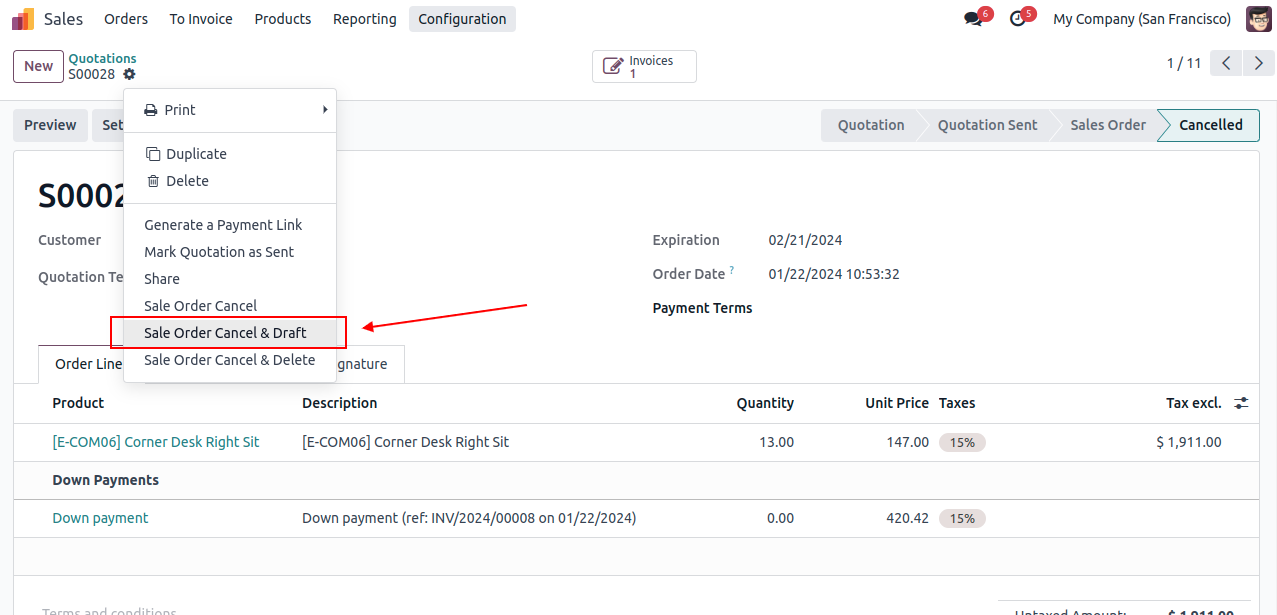 Sales Orders To Invoice Products Reporting Configuration 6 5 My Company (San Francisco)
New Quotations Invoices 1 / 11
S00028 1
Print
Preview Set Quotation Quotation Sent Sales Order Cancelled
Duplicate
Delete
S0002
Generate a Payment Link
Customer Expiration 02/21/2024
Mark Quotation as Sent
Quotation Te Order Date ? 01/22/2024 10:53:32
Share
Sale Order Cancel Payment Terms
Sale Order Cancel & Draft
Order Line Sale Order Cancel & Delete gnature
Product Description Quantity Unit Price Taxes Tax excl.
[E-COM06] Corner Desk Right Sit [E-COM06] Corner Desk Right Sit 13.00 147.00 15% $ 1,911.00
Down Payments
Down payment Down payment (ref: INV/2024/00008 on 01/22/2024) 0.00 420.42 15%
Terms and conditions Untaxed Amount: $ 1,911.00